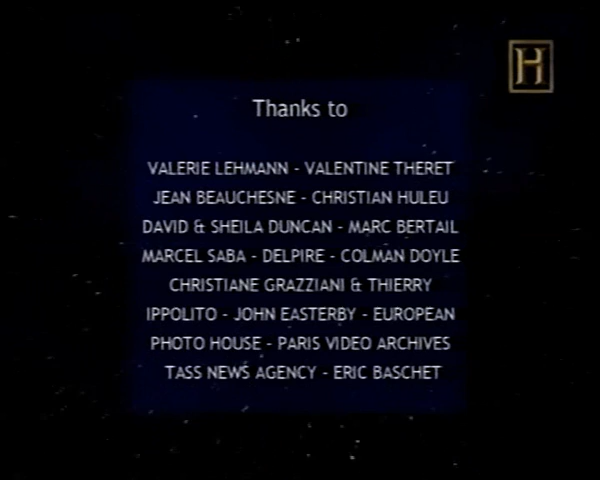 H
Thanks to
VALERIE LEHMANN - VALENTINE THERET
JEAN BEAUCHESNE - CHRISTIAN HULEU
DAVID & SHEILA DUNCAN - MARC BERTAIL
MARCEL SABA - DELPIRE - COLMAN DOYLE
CHRISTIANE GRAZZIANI & THIERRY
IPPOLITO - JOHN EASTERBY - EUROPEAN
PHOTO HOUSE - PARIS VIDEO ARCHIVES
TASS NEWS AGENCY - ERIC BASCHET